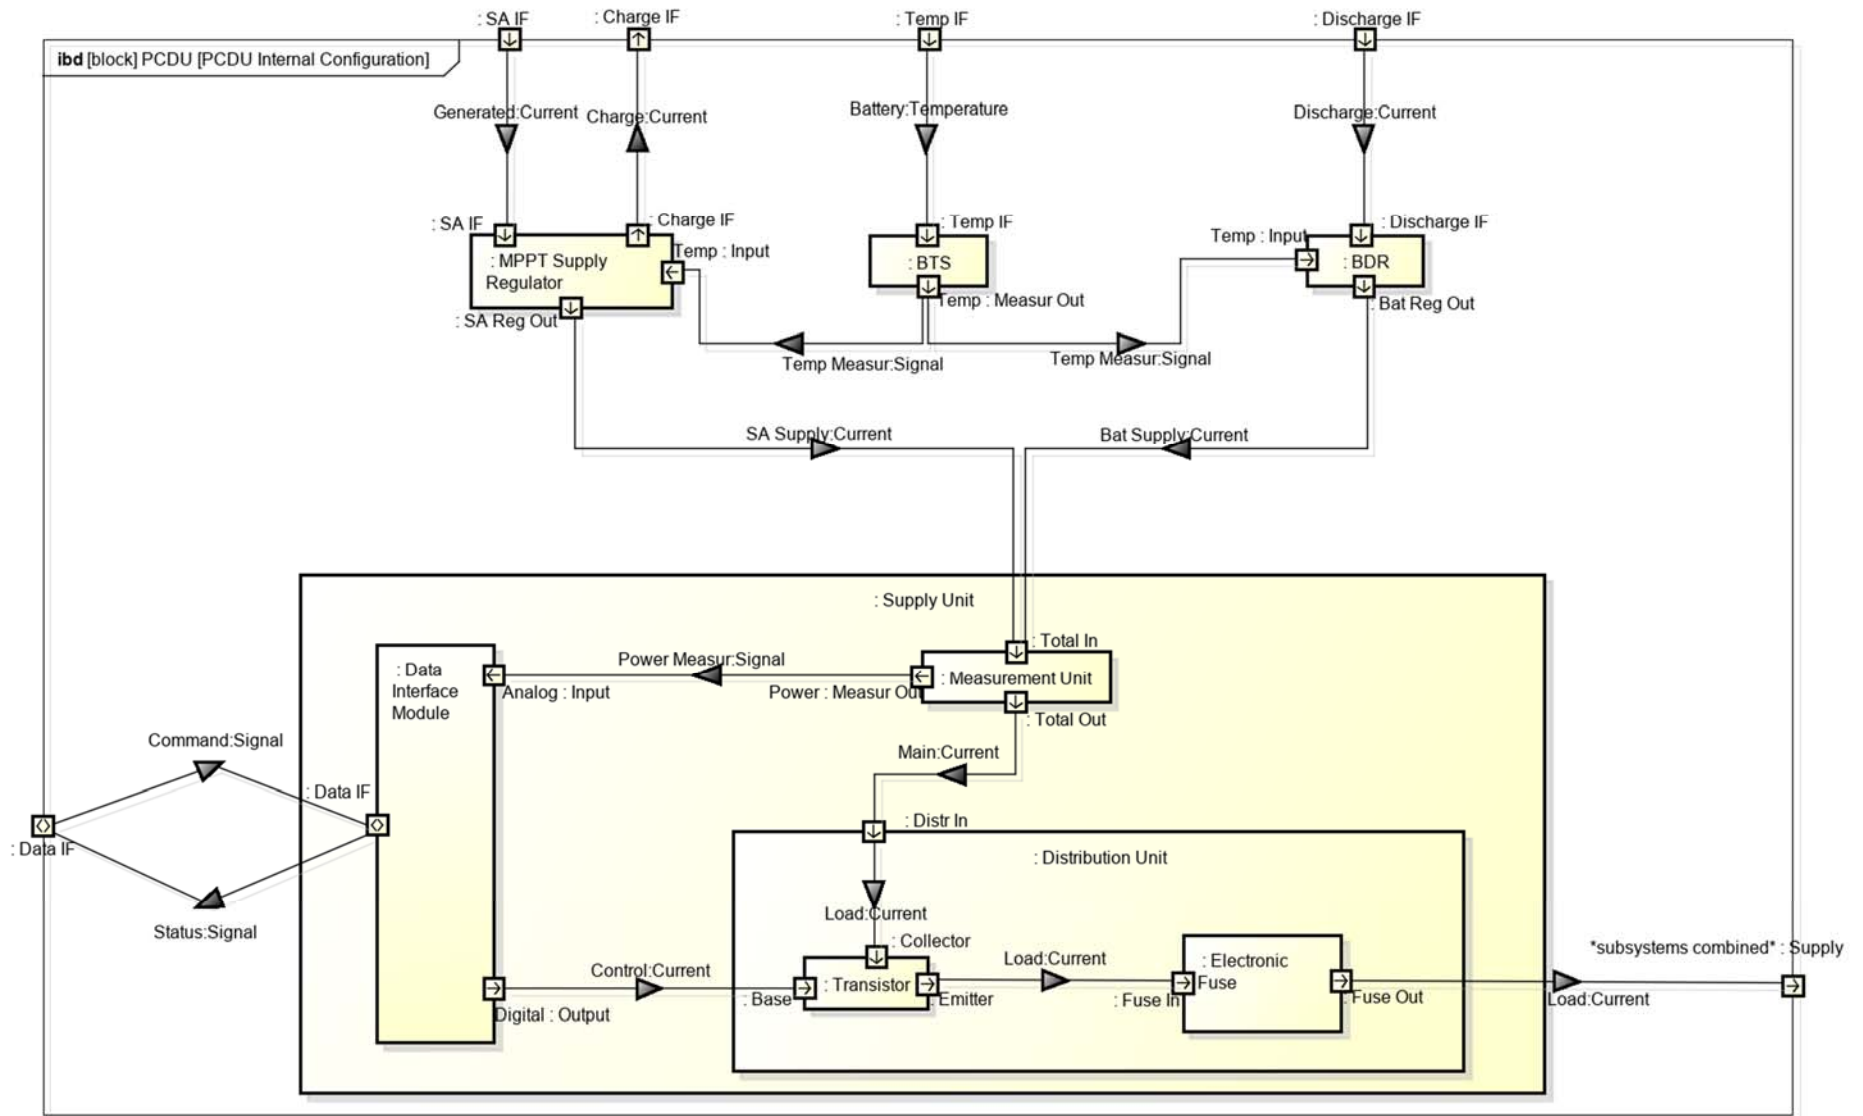 : SA IF
: Charge IF
: Temp IF
: Discharge IF
ibd [block] PCDU [PCDU Internal Configuration]
Generated:Current
Charge:Current
Battery:Temperature
Discharge:Current
: SA IF
: Charge IF
: Temp IF
: Discharge IF
Temp : Input
Temp : Input
: MPPT Supply
Regulator
: BTS
: BDR
Temp : Measur Out
: Bat Reg Out
: SA Reg Out
Temp Measur:Signal
Temp Measur:Signal
SA Supply:Current
Bat Supply:Current
: Supply Unit
: Total In
Power Measur:Signal
: Data
Interface
Module
Analog : Input
Power : Measur Out
: Measurement Unit
: Total Out
Command:Signal
Main:Current
: Data IF
: Distr In
: Data IF
: Distribution Unit
Load:Current
Status:Signal
: Collector
*subsystems combined* : Supply
Load:Current
: Electronic
Fuse
Control:Current
: Transistor
: Base
: Emitter
: Fuse In
: Fuse Out
Load:Current
Digital : Output